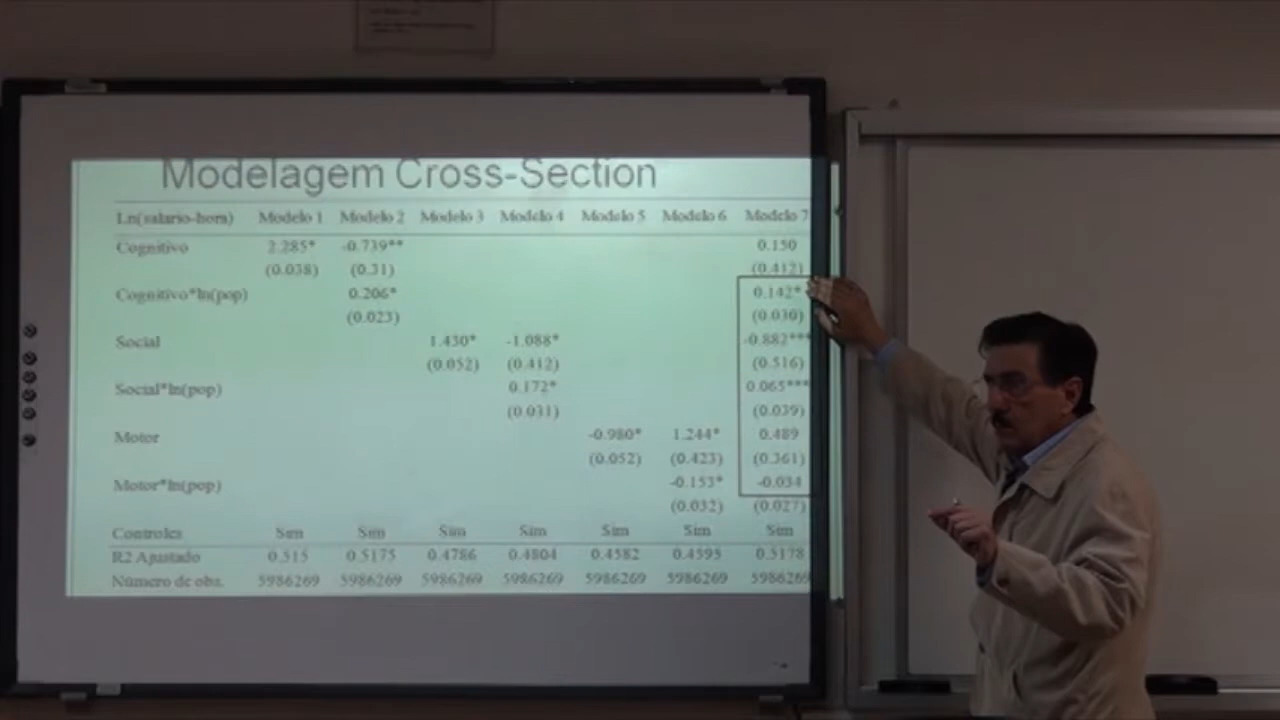 Modelagem Cross-Section
Ln(salario-hora) Modelo 1 Modelo 2 Modelo 3 Modelo 4 Modelo 5 Modelo 6 Modelo 7
Cognitivo 2.285* -0.739** 0.150
(0.038) (0.31) (0.412)
Cognitivo*ln(pop) 0.206* 0.142*
(0.023) (0.030)
Social 1.430* -1.088* -0.882***
(0.052) (0.412) (0.516)
Social*ln(pop) 0.172* 0.065***
(0.031) (0.039)
Motor -0.980* 1.244* 0.489
(0.052) (0.423) (0.361)
Motor*ln(pop) -0.153* -0.034
(0.032) (0.027)
Controles Sim Sim Sim Sim Sim Sim Sim
R2 Ajustado 0.515 0.5175 0.4786 0.4804 0.4582 0.4595 0.5178
Número de obs. 5986269 5986269 5986269 5986269 5986269 5986269 5986269